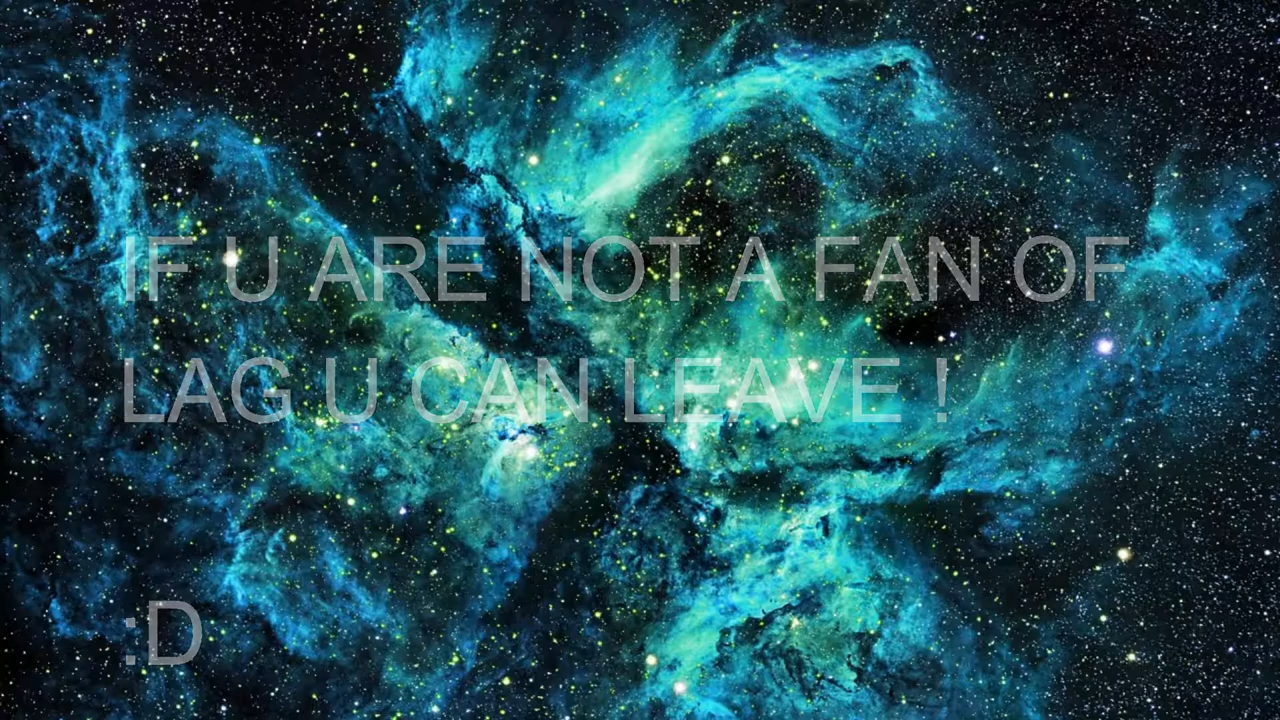 IF U ARE NOT A FAN OF
LAG U CAN LEAVE !
:D